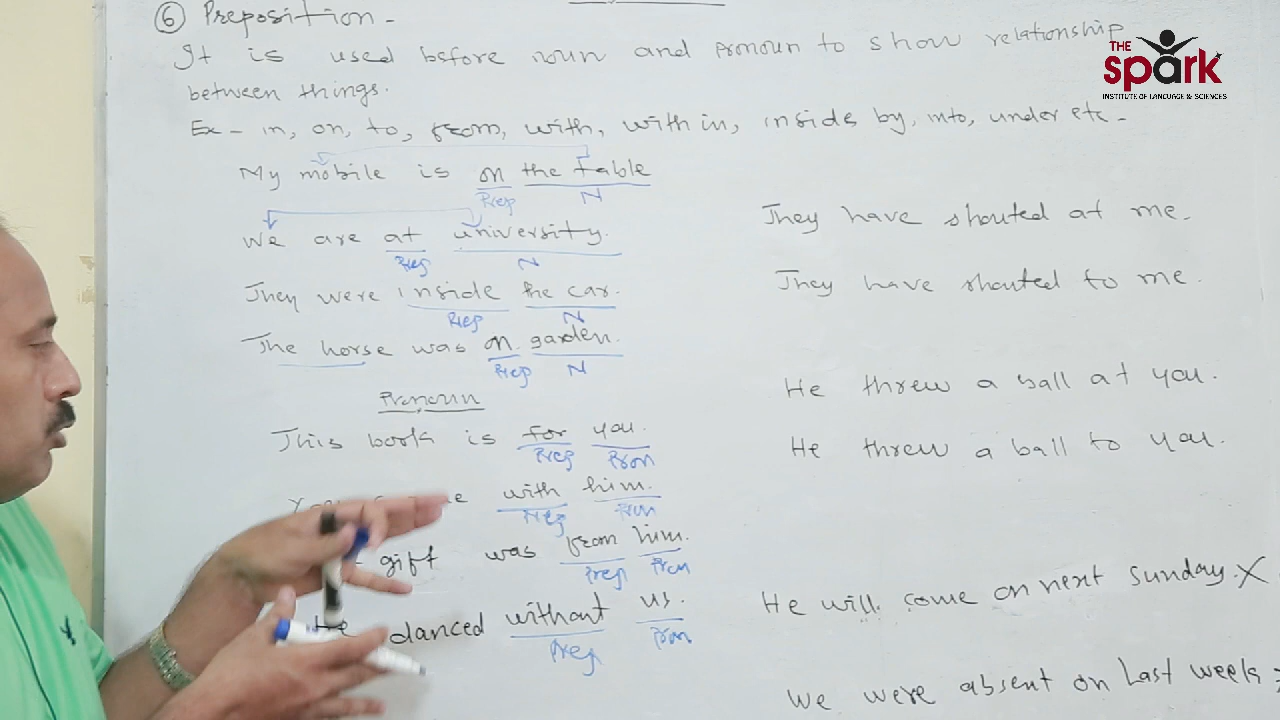 ⑥ Preposition -
It is used before noun and pronoun to show relationship
between things.
Ex - in, on, to, from, with, with in, inside by, into, under etc -
My mobile is on the table
Prep N
We are at university.
Prep N
They were inside the car.
Prep N
The horse was on garden.
Prep N
Pronoun
This book is for you.
Prep Pron
with him.
Prep Pron
gift was from him.
Prep Pron
He danced without us.
Prep Pron
They have shouted at me.
They have shouted to me.
He threw a ball at you.
He threw a ball to you.
He will come on next Sunday. X
We were absent on last week
THE
spark
INSTITUTE OF LANGUAGE & SCIENCES